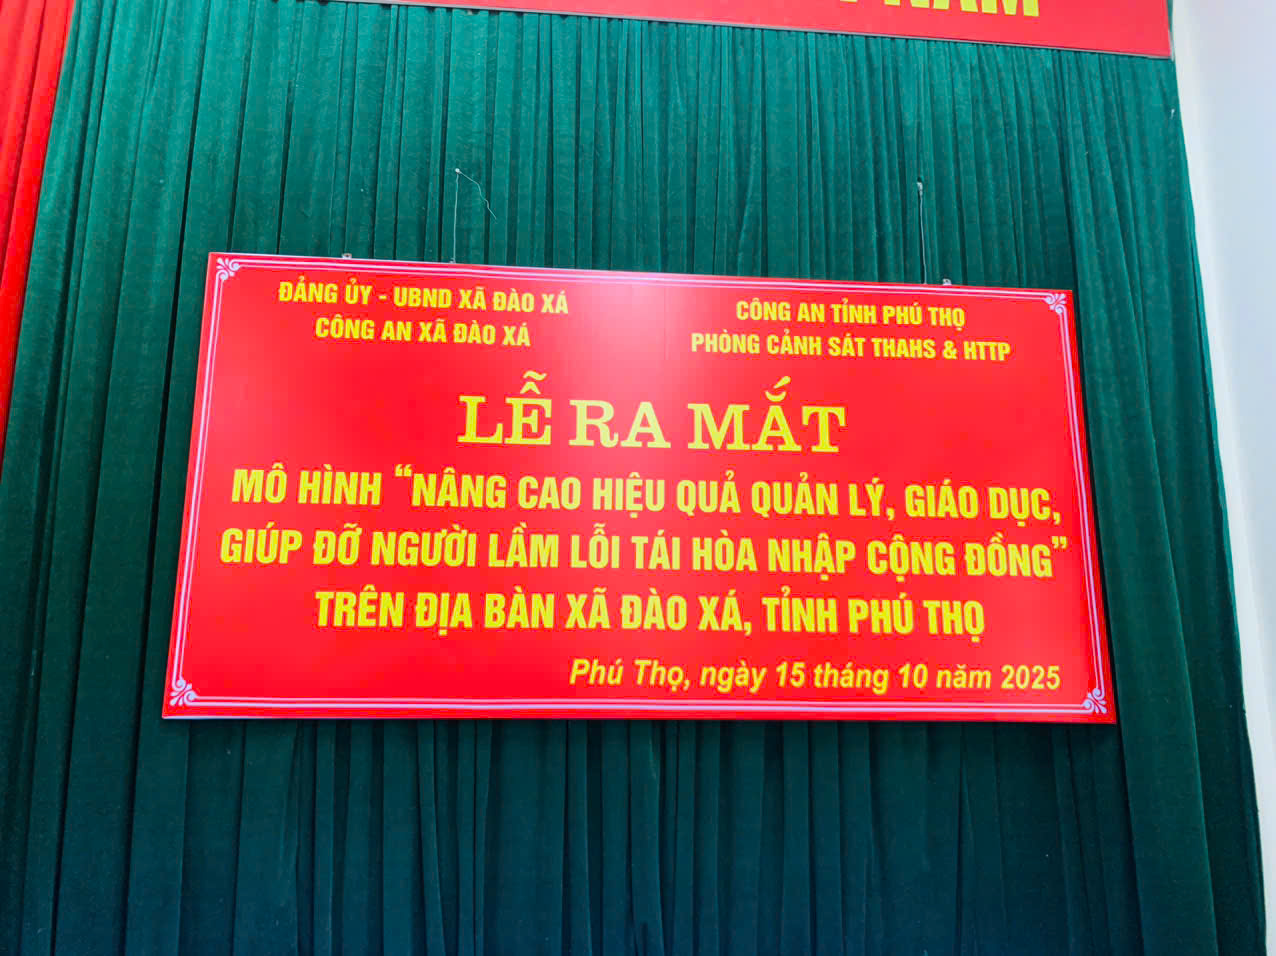 NAM
ĐẢNG ỦY - UBND XÃ ĐÀO XÁ
CÔNG AN XÃ ĐÀO XÁ
CÔNG AN TỈNH PHÚ THỌ
PHÒNG CẢNH SÁT THAHS & HTTP
LỄ RA MẮT
MÔ HÌNH “NÂNG CAO HIỆU QUẢ QUẢN LÝ, GIÁO DỤC,
GIÚP ĐỠ NGƯỜI LẦM LỖI TÁI HÒA NHẬP CỘNG ĐỒNG”
TRÊN ĐỊA BÀN XÃ ĐÀO XÁ, TỈNH PHÚ THỌ
Phú Thọ, ngày 15 tháng 10 năm 2025